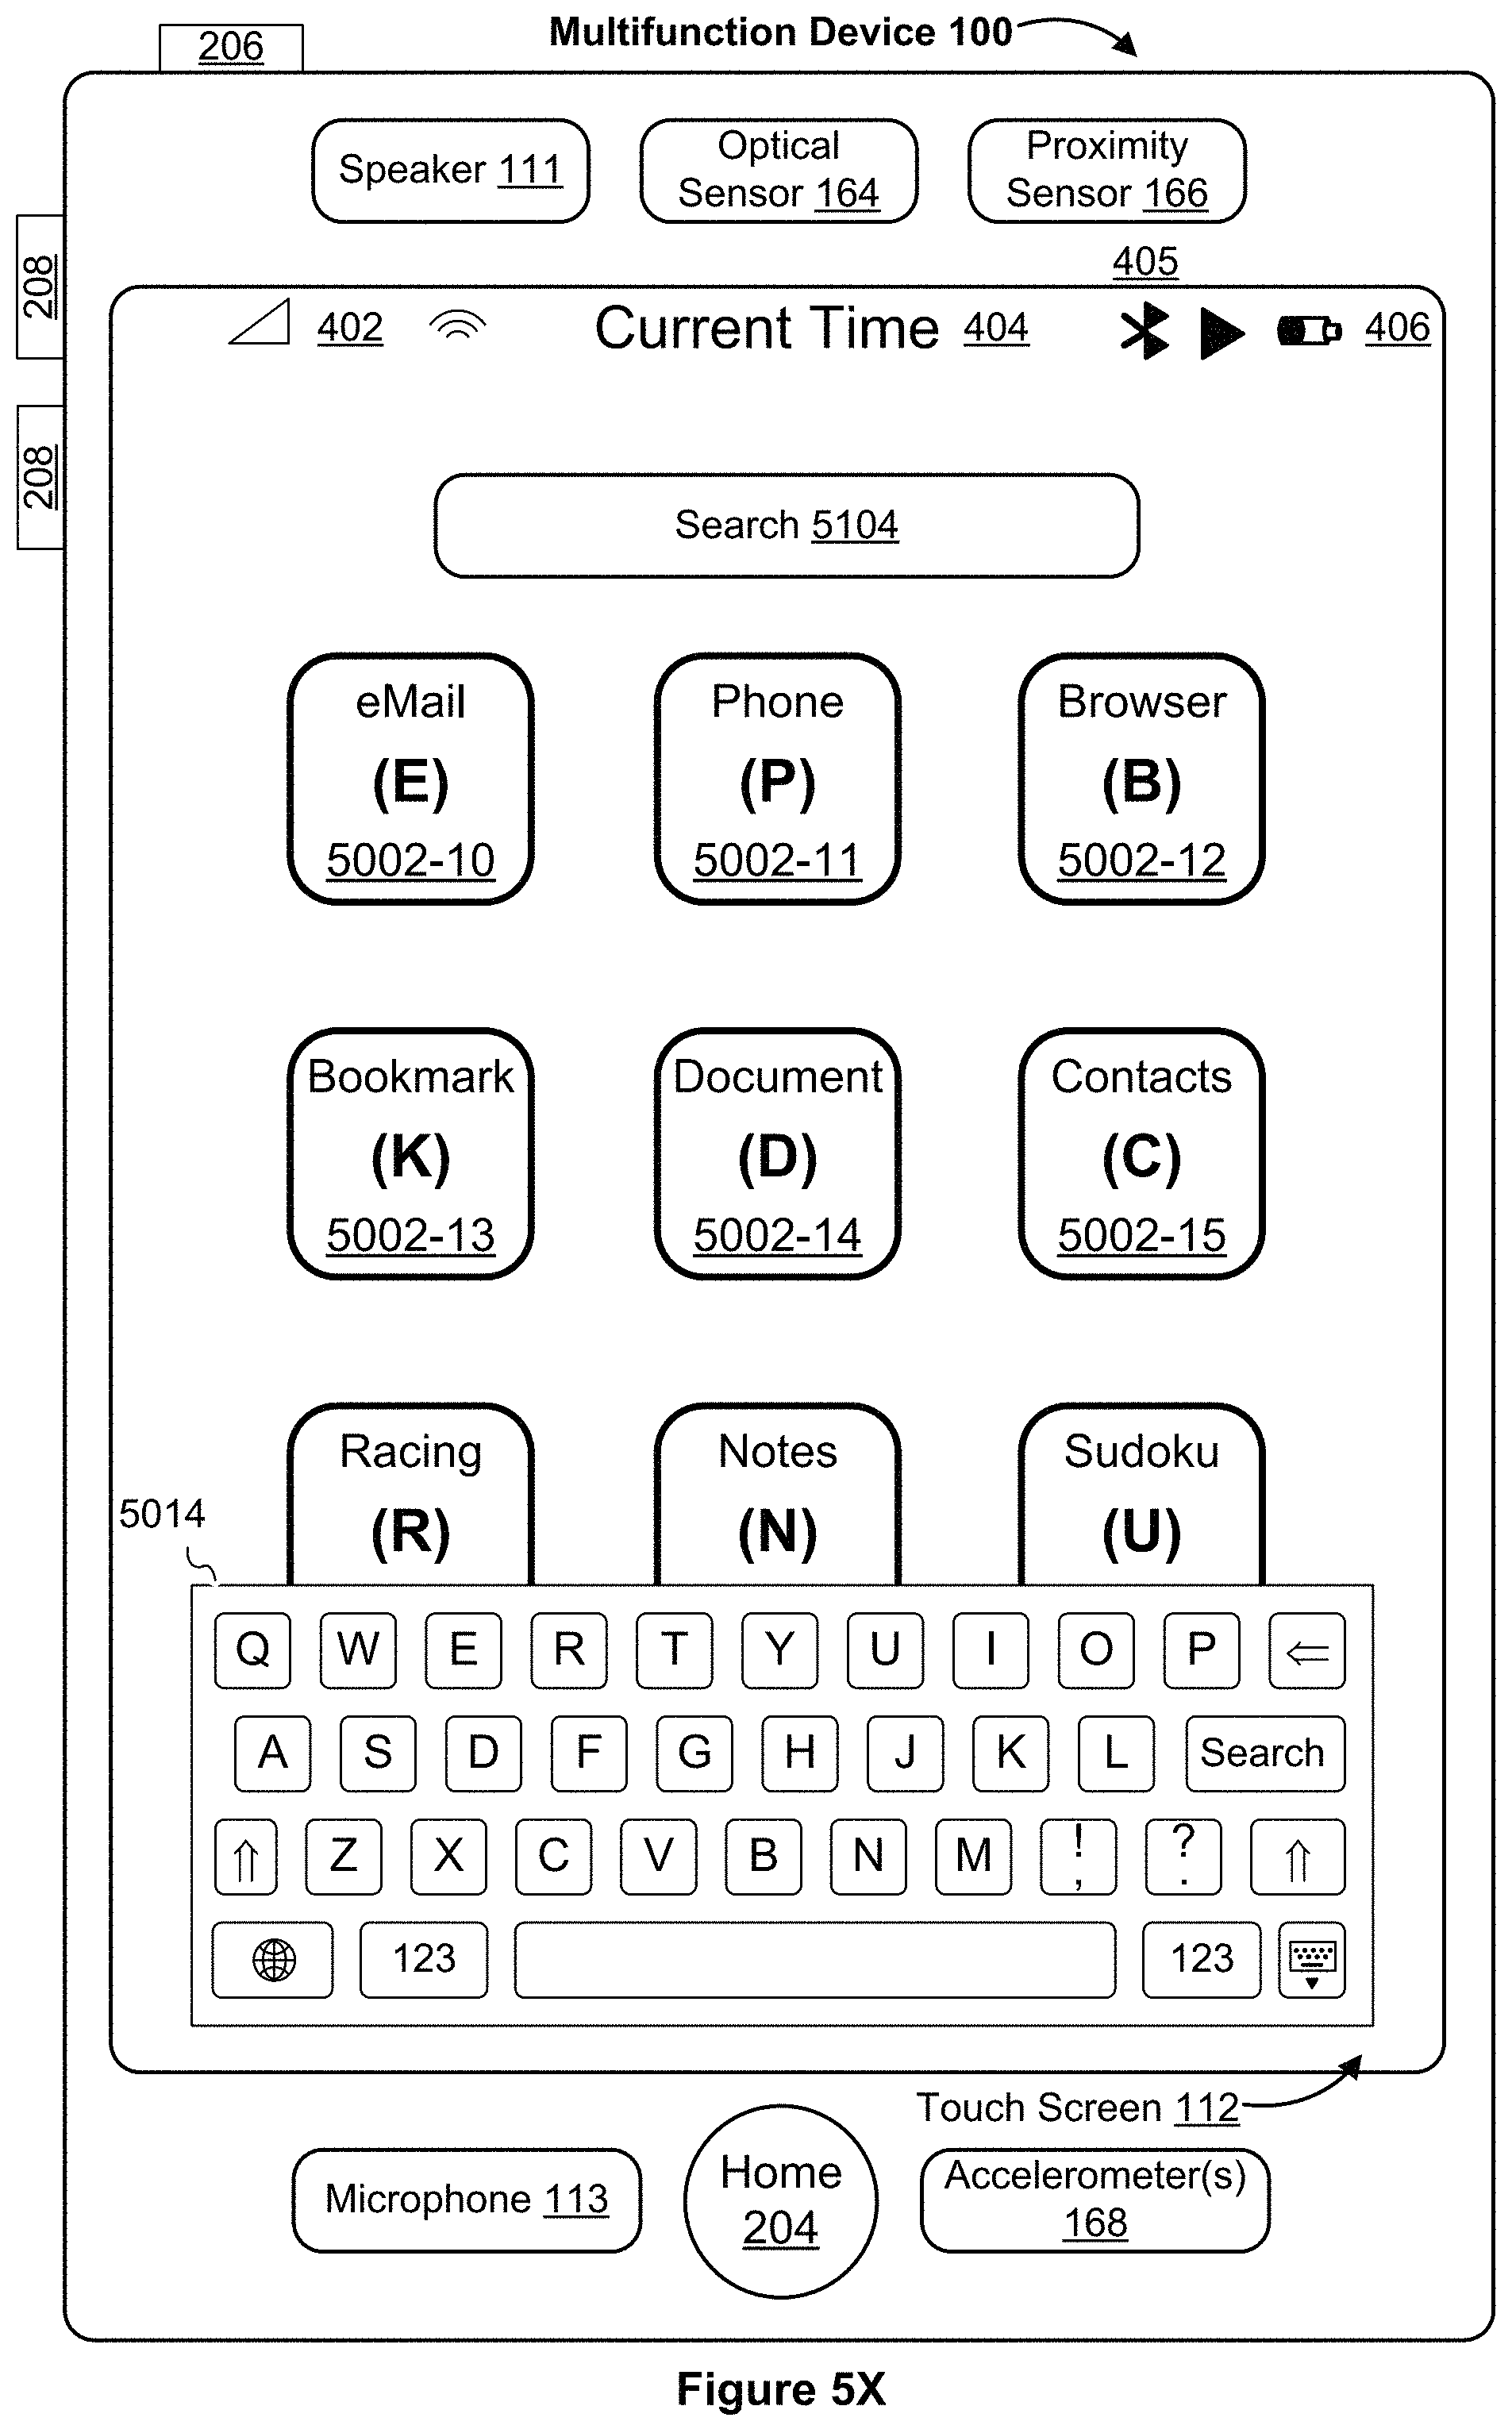 206
Multifunction Device 100
Speaker 111
Optical
Sensor 164
Proximity
Sensor 166
208
208
405
402
Current Time 404
406
Search 5104
eMail
(E)
5002-10
Phone
(P)
5002-11
Browser
(B)
5002-12
Bookmark
(K)
5002-13
Document
(D)
5002-14
Contacts
(C)
5002-15
Racing
(R)
Notes
(N)
Sudoku
(U)
5014
Q W E R T Y U I O P ⇐
A S D F G H J K L Search
⇑ Z X C V B N M ! , ? . ⇑
123 123
Touch Screen 112
Microphone 113
Home
204
Accelerometer(s)
168
Figure 5X